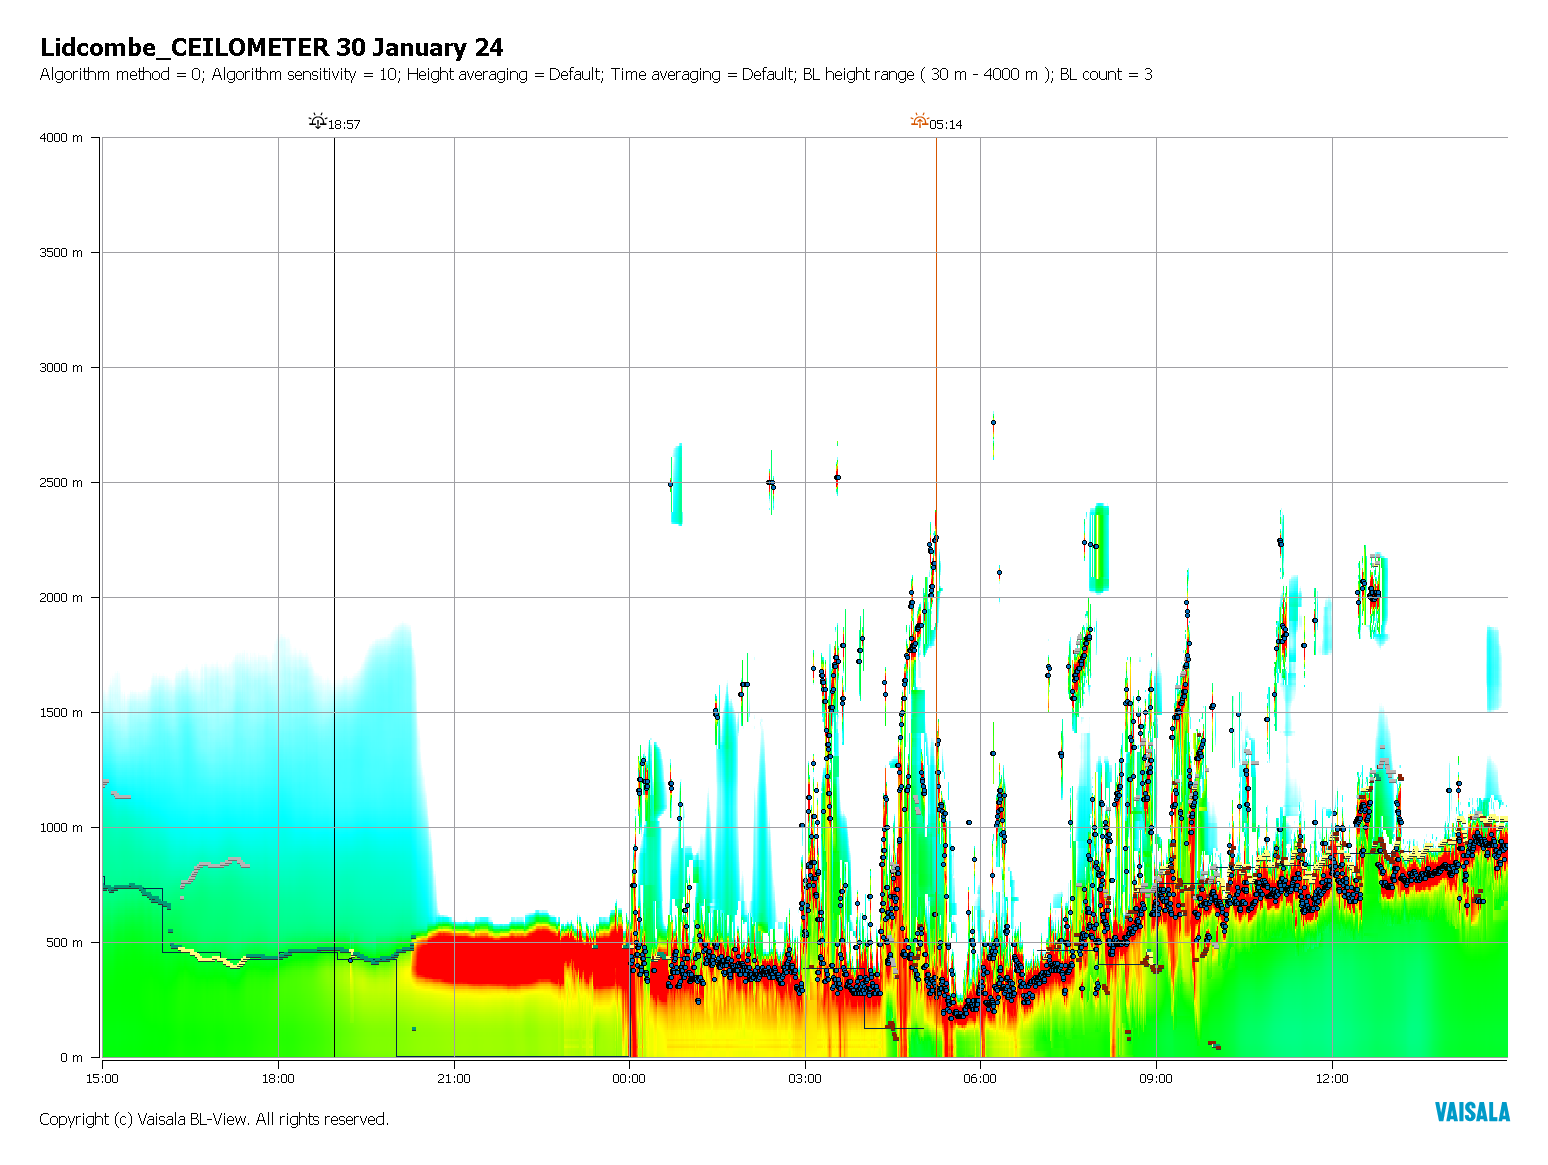 Lidcombe_CEILOMETER 30 January 24
Algorithm method = 0; Algorithm sensitivity = 10; Height averaging = Default; Time averaging = Default; BL height range ( 30 m - 4000 m ); BL count = 3
18:57
05:14
4000 m
3500 m
3000 m
2500 m
2000 m
1500 m
1000 m
500 m
0 m
15:00
18:00
21:00
00:00
03:00
06:00
09:00
12:00
Copyright (c) Vaisala BL-View. All rights reserved.
VAISALA